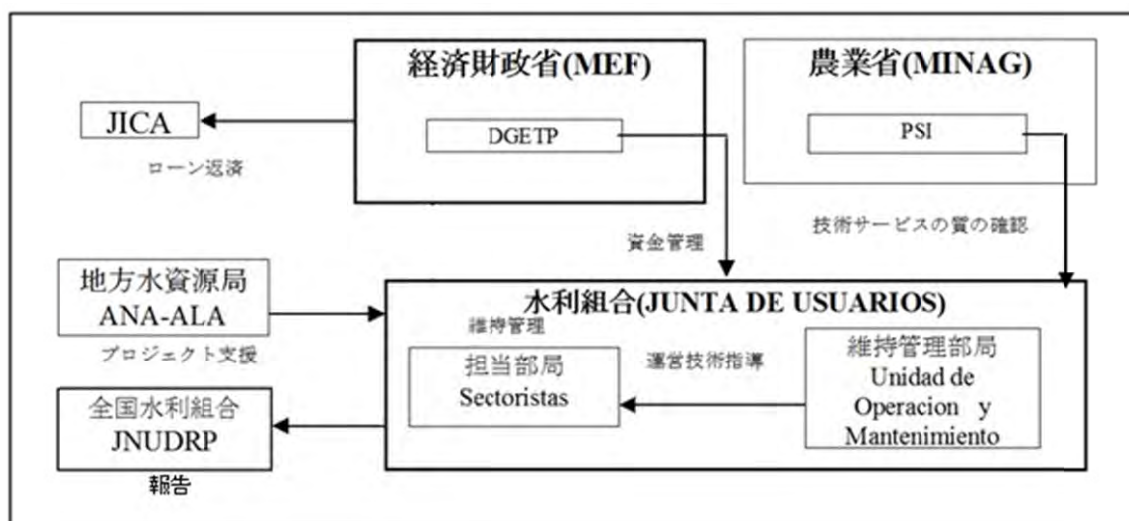 経済財政省(MEF)
農業省(MINAG)
JICA
DGETP
PSI
ローン返済
資金管理
技術サービスの質の確認
地方水資源局
ANA-ALA
プロジェクト支援
水利組合(JUNTA DE USUARIOS)
維持管理
担当部局
Sectoristas
運営技術指導
維持管理部局
Unidad de
Operacion y
Mantenimiento
全国水利組合
JNUDRP
報告